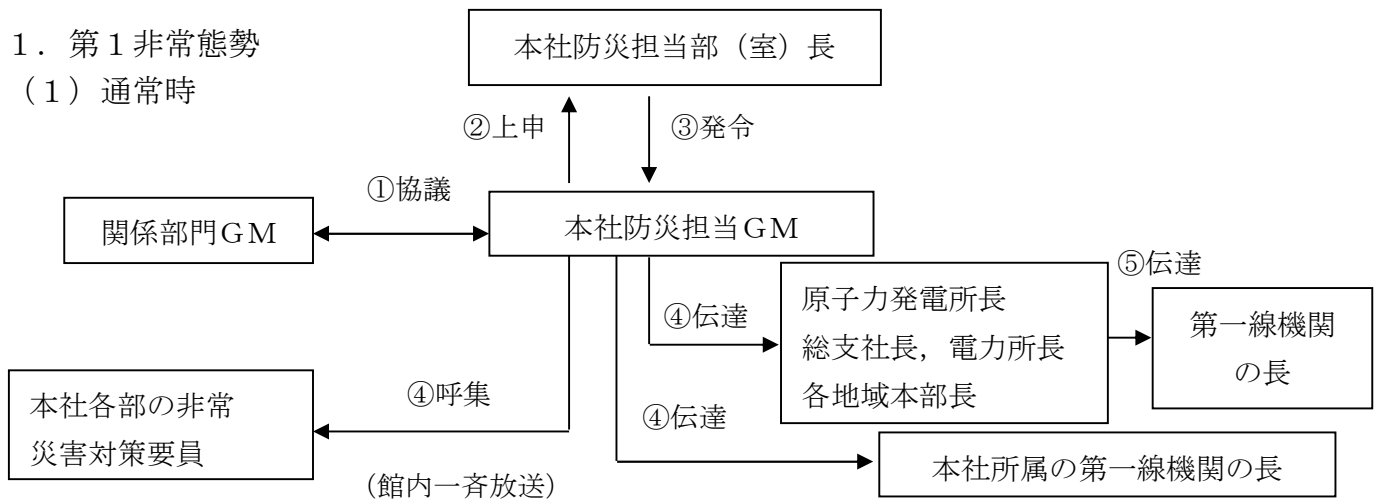 1．第１非常態勢
（１）通常時
本社防災担当部（室）長
②上申
③発令
①協議
関係部門ＧＭ
本社防災担当ＧＭ
⑤伝達
④伝達
原子力発電所長
総支社長，電力所長
各地域本部長
第一線機関
の長
④呼集
本社各部の非常
災害対策要員
④伝達
本社所属の第一線機関の長
（館内一斉放送）